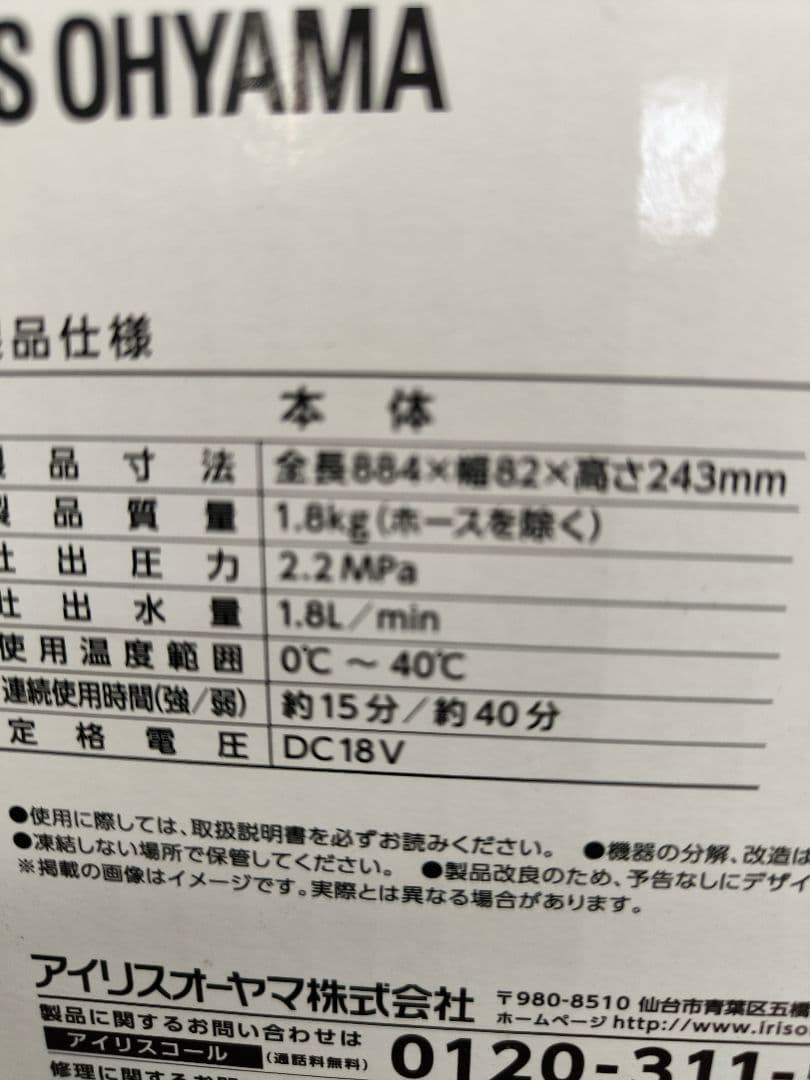 S OHYAMA
品仕様
本体
品寸法 全長884×幅82×高さ243mm
製品質量 1.8kg(ホースを除く)
吐出圧力 2.2MPa
吐出水量 1.8L/min
使用温度範囲 0℃～40℃
連続使用時間(強/弱) 約15分/約40分
定格電圧 DC18V
●使用に際しては、取扱説明書を必ずお読みください。 ●機器の分解、改造は
●凍結しない場所で保管してください。 ●製品改良のため、予告なしにデザイ
※掲載の画像はイメージです。実際とは異なる場合があります。
アイリスオーヤマ株式会社 〒980-8510 仙台市青葉区五橋
ホームページ http://www.iriso
製品に関するお問い合わせは
アイリスコール (通話料無料) 0120-311-
修理に関するお問